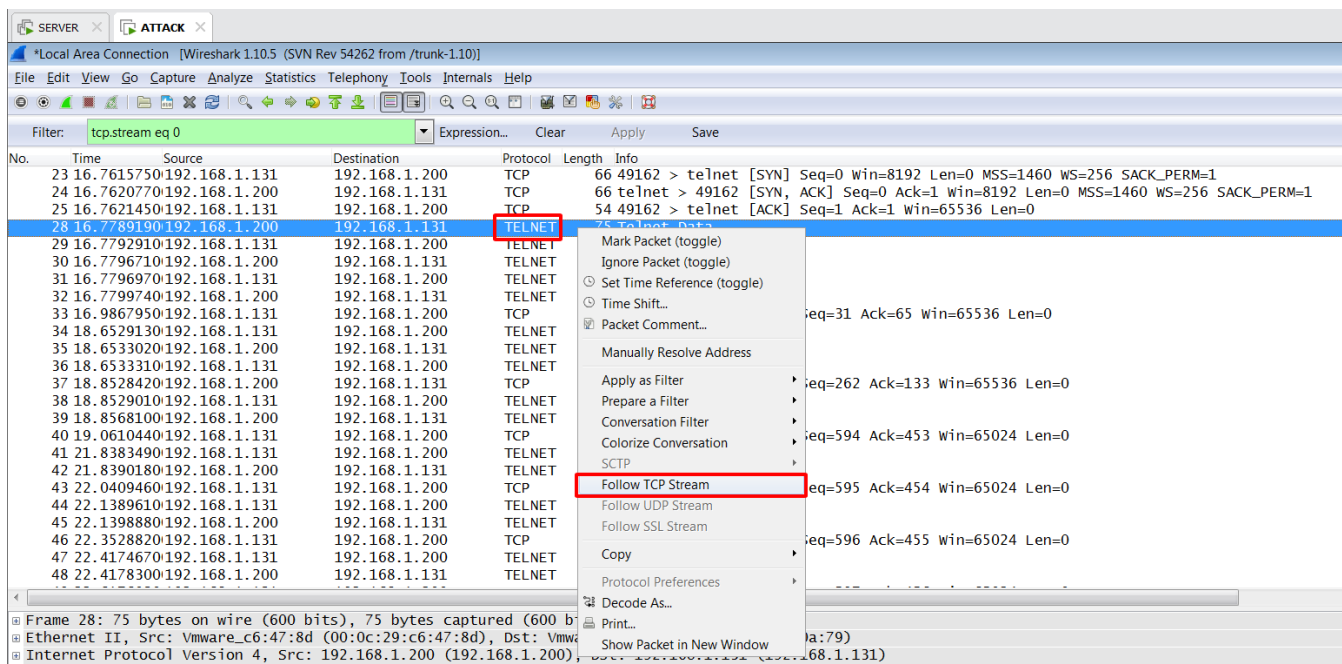 SERVER ATTACK
*Local Area Connection [Wireshark 1.10.5 (SVN Rev 54262 from /trunk-1.10)]
File Edit View Go Capture Analyze Statistics Telephony Tools Internals Help
Filter: tcp.stream eq 0 Expression... Clear Apply Save
No. Time Source Destination Protocol Length Info
23 16.7615750 192.168.1.131 192.168.1.200 TCP 66 49162 > telnet [SYN] Seq=0 Win=8192 Len=0 MSS=1460 WS=256 SACK_PERM=1
24 16.7620770 192.168.1.200 192.168.1.131 TCP 66 telnet > 49162 [SYN, ACK] Seq=0 Ack=1 Win=8192 Len=0 MSS=1460 WS=256 SACK_PERM=1
25 16.7621450 192.168.1.131 192.168.1.200 TCP 54 49162 > telnet [ACK] Seq=1 Ack=1 Win=65536 Len=0
28 16.7789190 192.168.1.200 192.168.1.131 TELNET 75 Telnet Data
29 16.7792910 192.168.1.131 192.168.1.200 TELNET
30 16.7796710 192.168.1.200 192.168.1.131 TELNET
31 16.7796970 192.168.1.131 192.168.1.200 TELNET
32 16.7799740 192.168.1.200 192.168.1.131 TELNET
33 16.9867950 192.168.1.131 192.168.1.200 TCP Seq=31 Ack=65 Win=65536 Len=0
34 18.6529130 192.168.1.200 192.168.1.131 TELNET
35 18.6533020 192.168.1.200 192.168.1.131 TELNET
36 18.6533310 192.168.1.131 192.168.1.200 TELNET
37 18.8528420 192.168.1.200 192.168.1.131 TCP Seq=262 Ack=133 Win=65536 Len=0
38 18.8529010 192.168.1.131 192.168.1.200 TELNET
39 18.8568100 192.168.1.200 192.168.1.131 TELNET
40 19.0610440 192.168.1.131 192.168.1.200 TCP Seq=594 Ack=453 Win=65024 Len=0
41 21.8383490 192.168.1.131 192.168.1.200 TELNET
42 21.8390180 192.168.1.200 192.168.1.131 TELNET
43 22.0409460 192.168.1.131 192.168.1.200 TCP eq=595 Ack=454 Win=65024 Len=0
44 22.1389610 192.168.1.131 192.168.1.200 TELNET
45 22.1398880 192.168.1.200 192.168.1.131 TELNET
46 22.3528820 192.168.1.131 192.168.1.200 TCP Seq=596 Ack=455 Win=65024 Len=0
47 22.4174670 192.168.1.131 192.168.1.200 TELNET
48 22.4178300 192.168.1.200 192.168.1.131 TELNET
Mark Packet (toggle)
Ignore Packet (toggle)
Set Time Reference (toggle)
Time Shift...
Packet Comment...
Manually Resolve Address
Apply as Filter
Prepare a Filter
Conversation Filter
Colorize Conversation
SCTP
Follow TCP Stream
Follow UDP Stream
Follow SSL Stream
Copy
Protocol Preferences
Decode As...
Print...
Show Packet in New Window
Frame 28: 75 bytes on wire (600 bits), 75 bytes captured (600 b
Ethernet II, Src: Vmware_c6:47:8d (00:0c:29:c6:47:8d), Dst: Vmwa a:79)
Internet Protocol Version 4, Src: 192.168.1.200 (192.168.1.200), Dst: 192.168.1.131 (192.168.1.131)